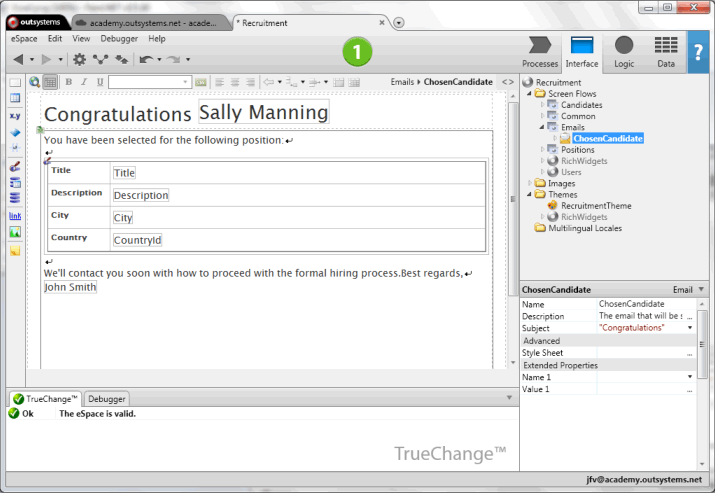 outsystems
academy.outsystems.net - acade...
* Recruitment
eSpace Edit View Debugger Help
1
Processes Interface Logic Data
?
B I U
Emails ChosenCandidate <>
Recruitment
Screen Flows
Candidates
Common
Emails
ChosenCandidate
Positions
RichWidgets
Users
Images
Themes
RecruitmentTheme
RichWidgets
Multilingual Locales
x.y
link
Congratulations Sally Manning
You have been selected for the following position:↵
↵
Title Title
Description Description
City City
Country CountryId
↵
We'll contact you soon with how to proceed with the formal hiring process.Best regards,↵
John Smith
ChosenCandidate Email
Name ChosenCandidate
Description The email that will be s ...
Subject "Congratulations"
Advanced
Style Sheet ...
Extended Properties
Name 1
Value 1 ...
TrueChange™ Debugger
Ok The eSpace is valid.
TrueChange™
jfv@academy.outsystems.net